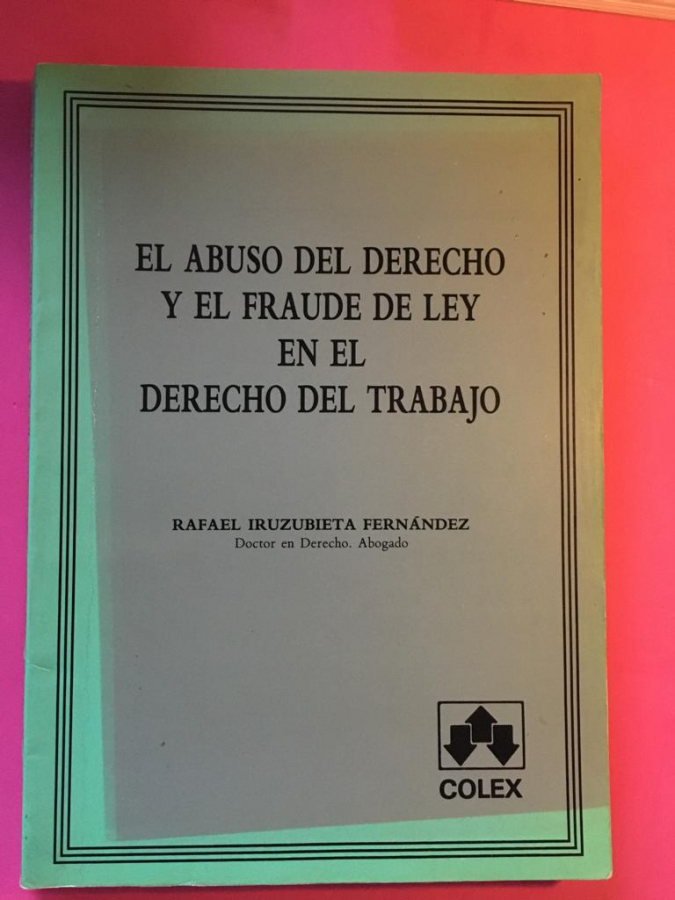 EL ABUSO DEL DERECHO
Y EL FRAUDE DE LEY
EN EL
DERECHO DEL TRABAJO
RAFAEL IRUZUBIETA FERNÁNDEZ
Doctor en Derecho. Abogado
COLEX